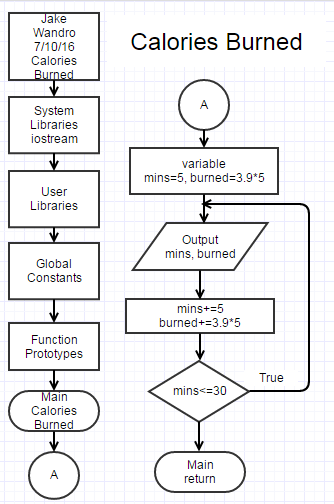 Jake
Wandro
7/10/16
Calories
Burned
System
Libraries
iostream
User
Libraries
Global
Constants
Function
Prototypes
Main
Calories
Burned
A
Calories Burned
A
variable
mins=5, burned=3.9*5
Output
mins, burned
mins+=5
burned+=3.9*5
mins<=30
True
Main
return